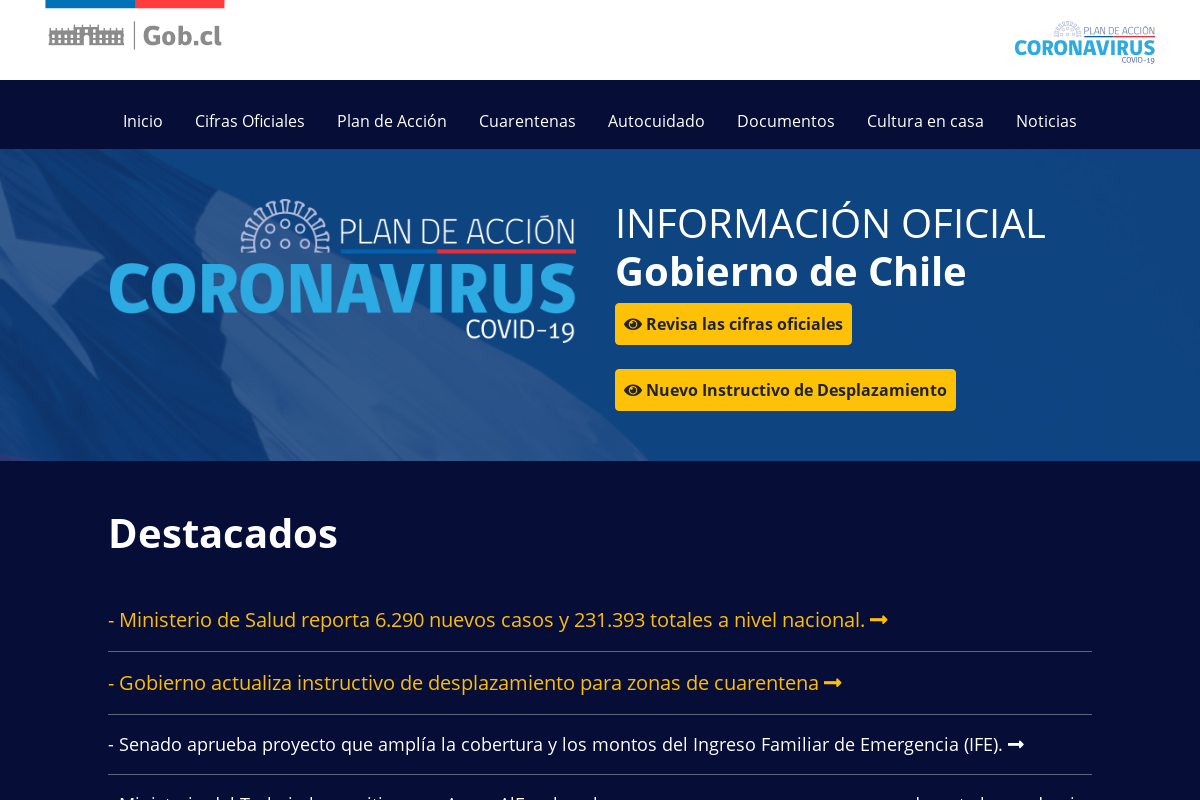 Gob.cl
PLAN DE ACCIÓN
CORONAVIRUS
COVID-19
Inicio
Cifras Oficiales
Plan de Acción
Cuarentenas
Autocuidado
Documentos
Cultura en casa
Noticias
PLAN DE ACCIÓN
CORONAVIRUS
COVID-19
INFORMACIÓN OFICIAL
Gobierno de Chile
Revisa las cifras oficiales
Nuevo Instructivo de Desplazamiento
Destacados
- Ministerio de Salud reporta 6.290 nuevos casos y 231.393 totales a nivel nacional.
- Gobierno actualiza instructivo de desplazamiento para zonas de cuarentena
- Senado aprueba proyecto que amplía la cobertura y los montos del Ingreso Familiar de Emergencia (IFE).